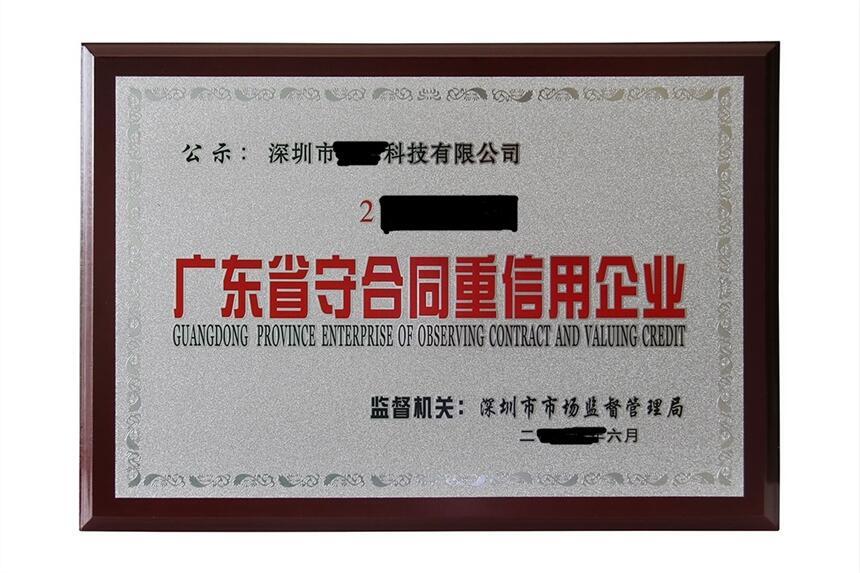 公示：深圳市科技有限公司
2
广东省守合同重信用企业
GUANGDONG PROVINCE ENTERPRISE OF OBSERVING CONTRACT AND VALUING CREDIT
监督机关：深圳市市场监督管理局
二年六月